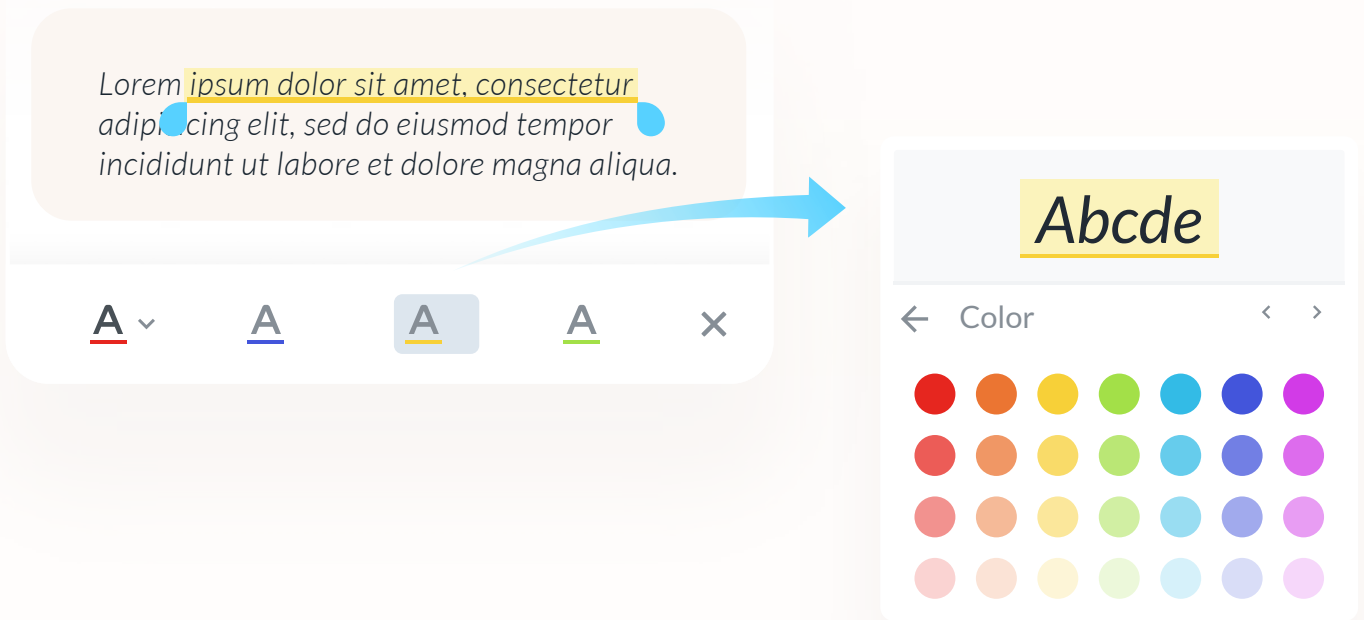 Lorem ipsum dolor sit amet, consectetur
elit, sed do eiusmod tempor
incididunt ut labore et dolore magna aliqua.
A
A
A
A
Abcde
Color